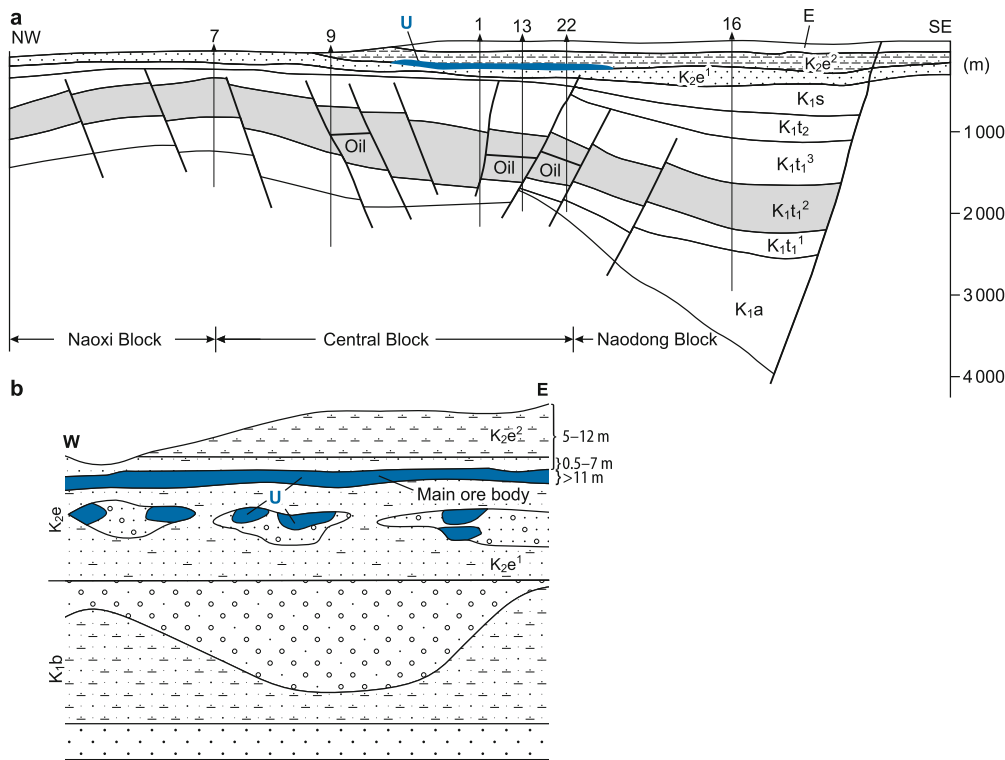 a
NW
7
9
U
1
13
22
16
E
SE
(m)
K₂e²
K₂e¹
K₁s
K₁t₂
K₁t₁³
K₁t₁²
K₁t₁¹
K₁a
Oil
Oil
Oil
1 000
2 000
3 000
4 000
Naoxi Block
Central Block
Naodong Block
b
E
W
K₂e²
5–12 m
0.5–7 m
>11 m
U
Main ore body
K₂e
K₂e¹
K₁b